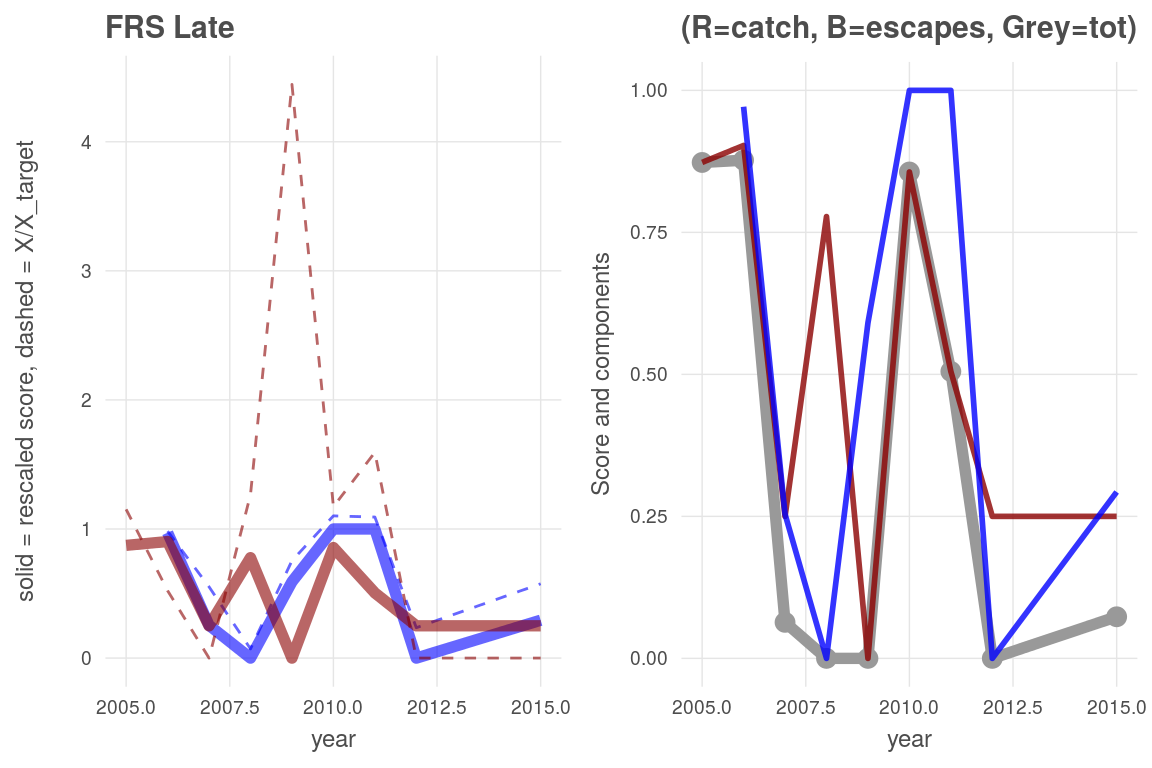 FRS Late
solid = rescaled score, dashed = X/X_target
4
3
2
1
0
2005.0 2007.5 2010.0 2012.5 2015.0
year
(R=catch, B=escapes, Grey=tot)
Score and components
1.00
0.75
0.50
0.25
0.00
2005.0 2007.5 2010.0 2012.5 2015.0
year